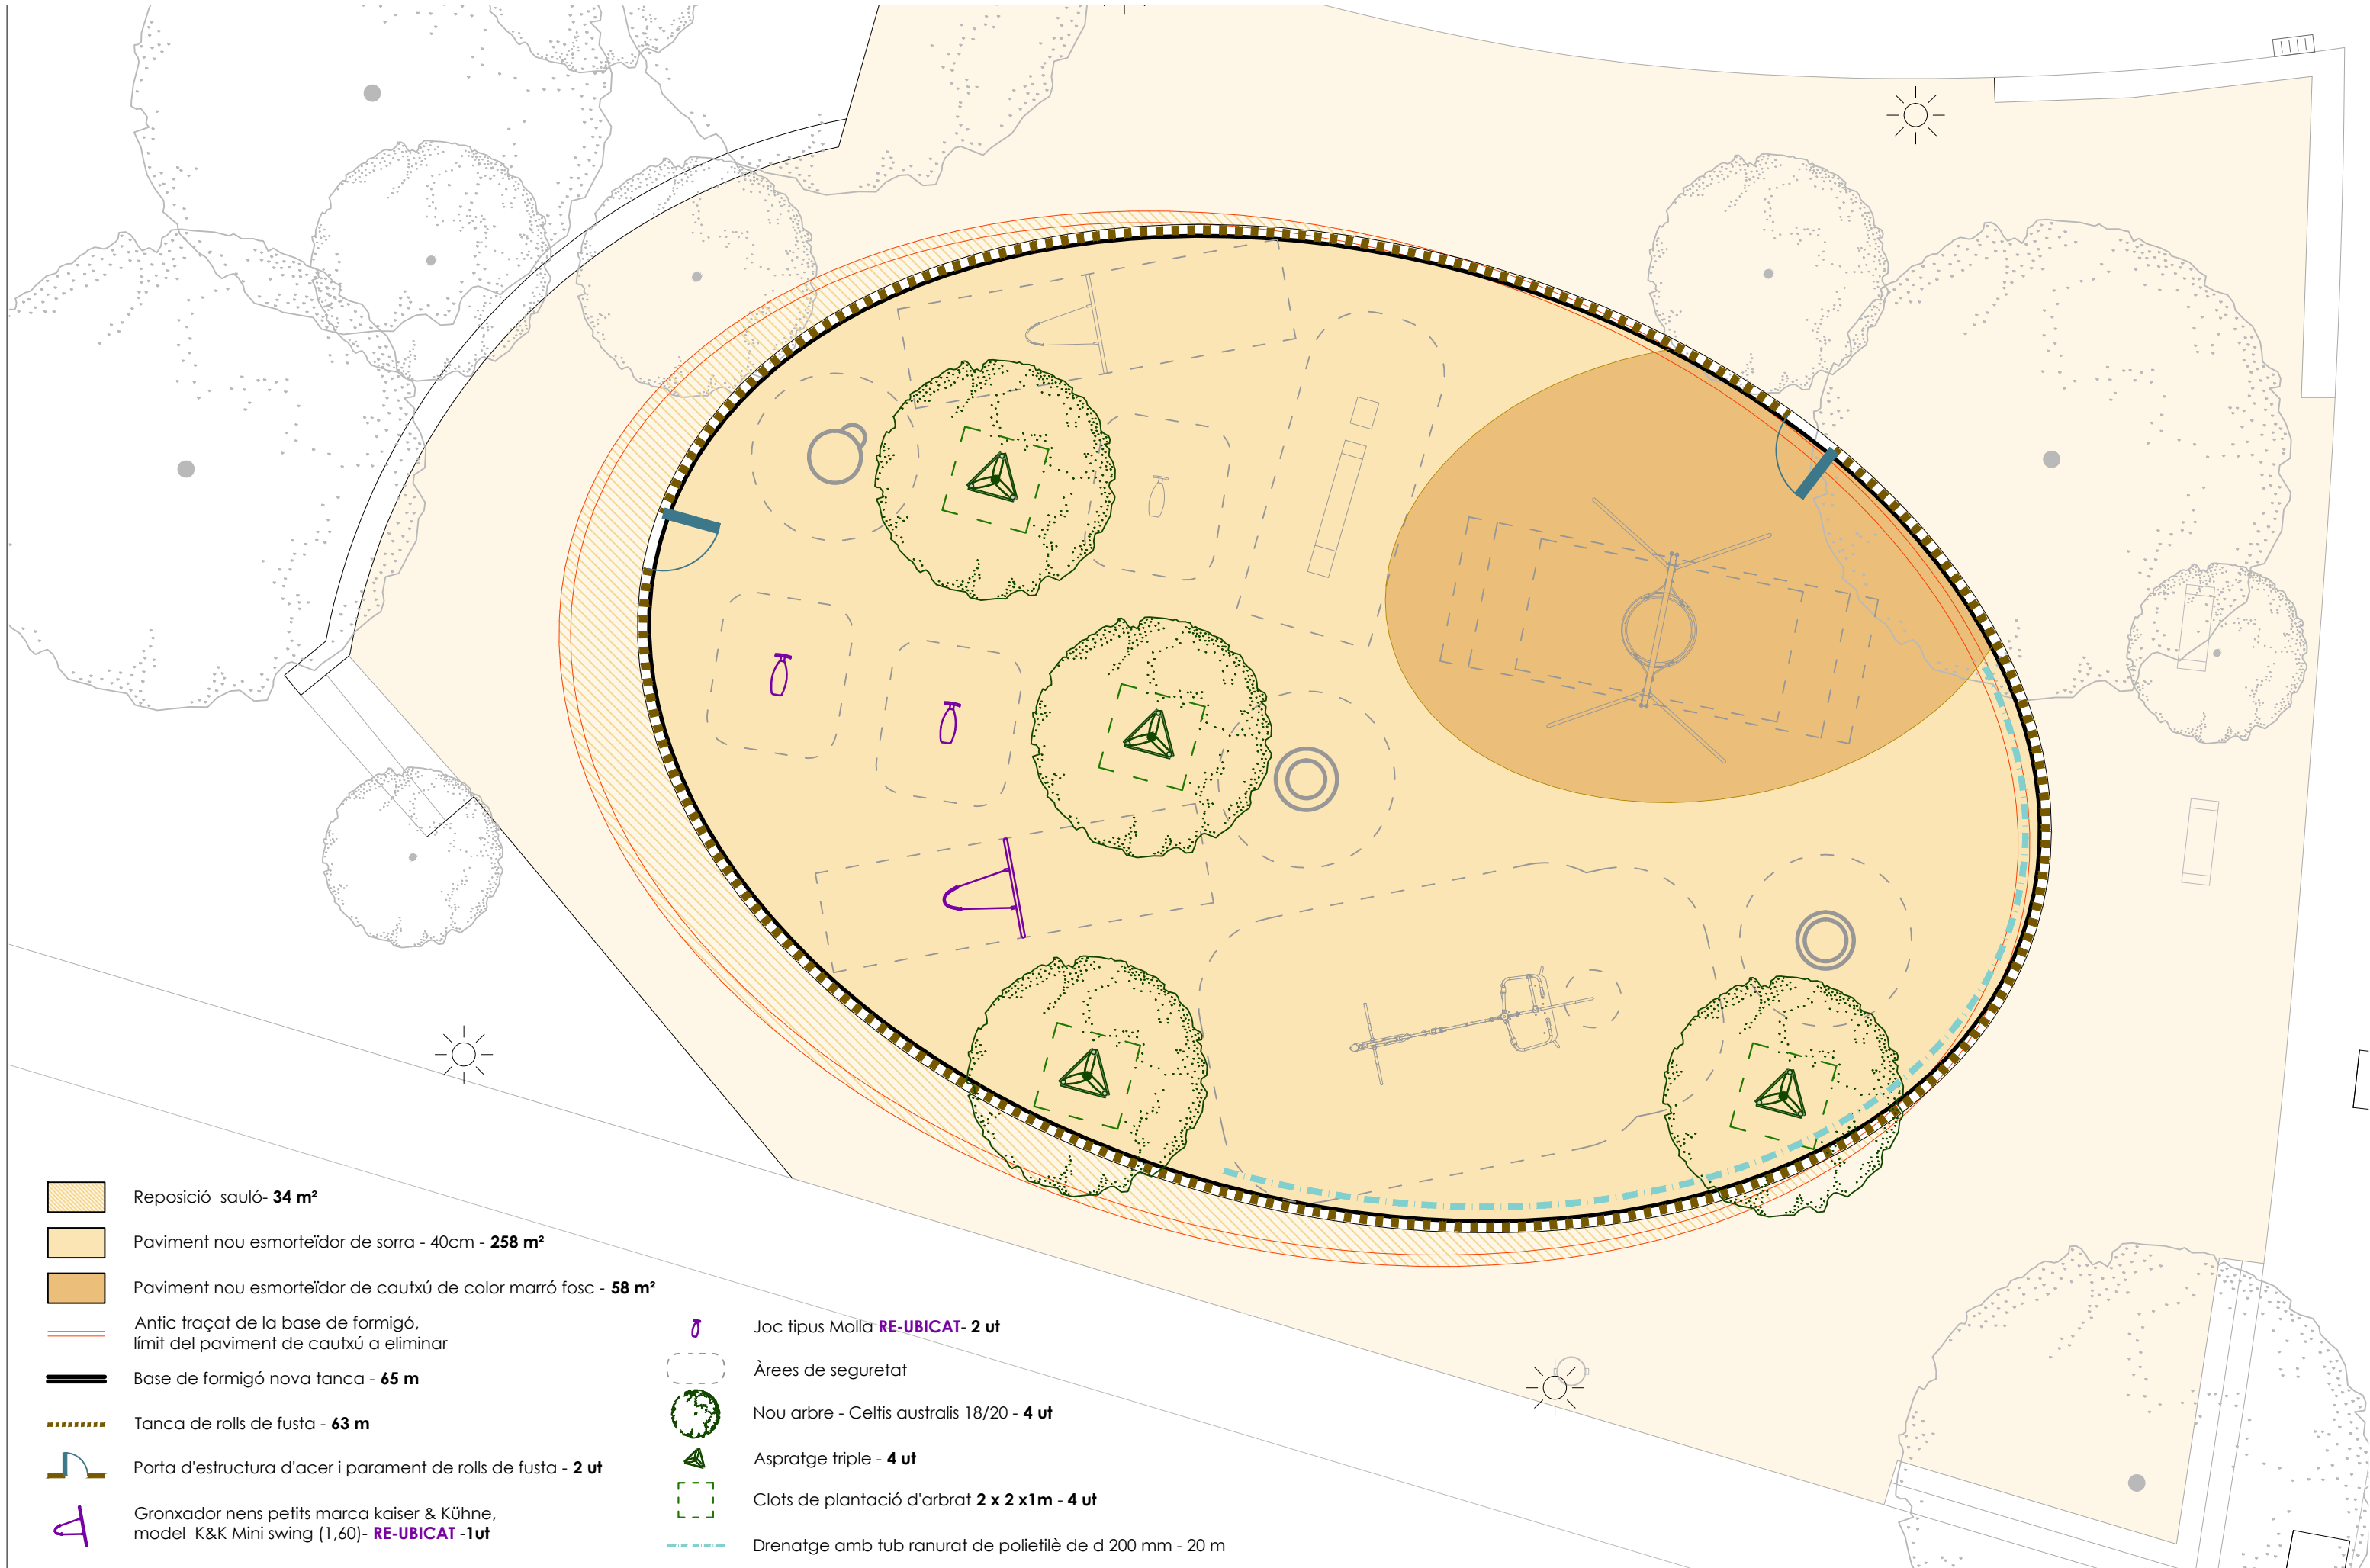 Reposició sauló- 34 m²
Paviment nou esmorteïdor de sorra - 40cm - 258 m²
Paviment nou esmorteïdor de cautxú de color marró fosc - 58 m²
Antic traçat de la base de formigó,
límit del paviment de cautxú a eliminar
Base de formigó nova tanca - 65 m
Tanca de rolls de fusta - 63 m
Porta d'estructura d'acer i parament de rolls de fusta - 2 ut
Gronxador nens petits marca kaiser & Kühne,
model K&K Mini swing (1,60)- RE-UBICAT -1ut
Joc tipus Molla RE-UBICAT- 2 ut
Àrees de seguretat
Nou arbre - Celtis australis 18/20 - 4 ut
Aspratge triple - 4 ut
Clots de plantació d'arbrat 2 x 2 x1m - 4 ut
Drenatge amb tub ranurat de polietilè de d 200 mm - 20 m